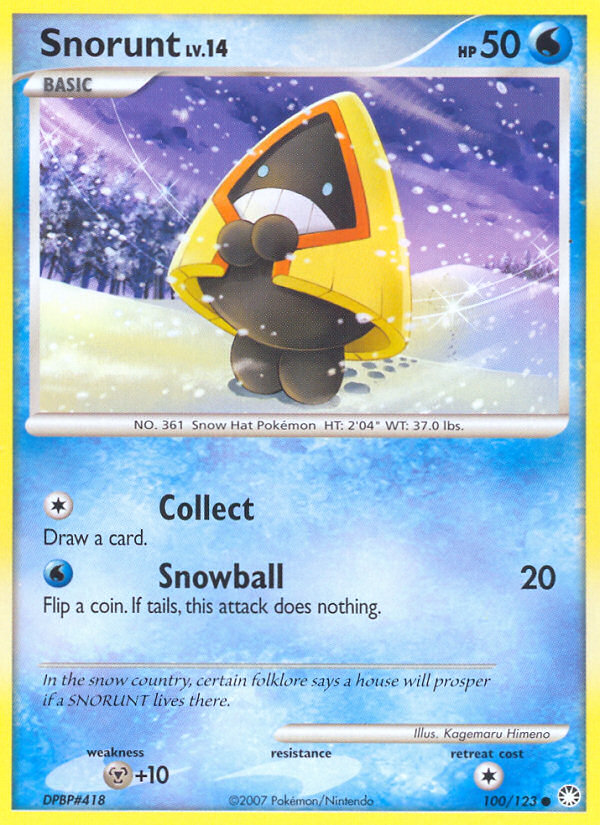 Snorunt LV.14
HP 50
BASIC
NO. 361 Snow Hat Pokémon HT: 2'04" WT: 37.0 lbs.
Collect
Draw a card.
Snowball 20
Flip a coin. If tails, this attack does nothing.
In the snow country, certain folklore says a house will prosper
if a SNORUNT lives there.
Illus. Kagemaru Himeno
weakness resistance retreat cost
+10
DPBP#418 ©2007 Pokémon/Nintendo 100/123